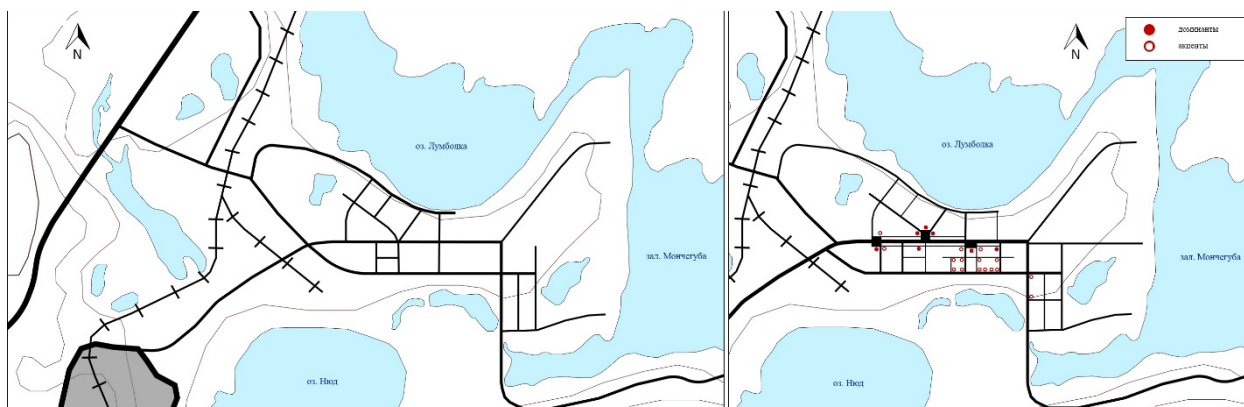 N
оз. Лумболка
зал. Мончегуба
оз. Нюд
N
доминанты
акценты
оз. Лумболка
зал. Мончегуба
оз. Нюд